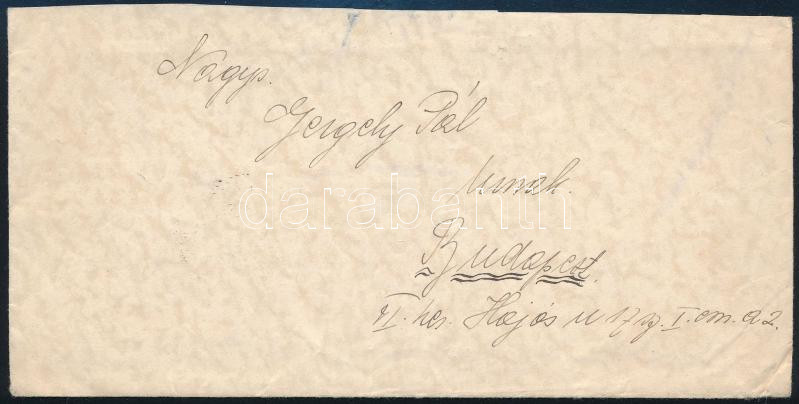 Nagys.
Gergely Pál
Urnak.
Budapest.
VI. ker. Hajós u 17 sz. I. em. a 2.
darabanth